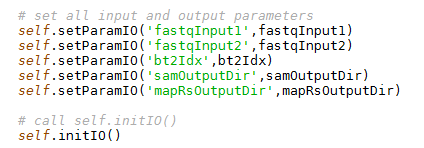 # set all input and output parameters
self.setParamIO('fastqInput1',fastqInput1)
self.setParamIO('fastqInput2',fastqInput2)
self.setParamIO('bt2Idx',bt2Idx)
self.setParamIO('samOutputDir',samOutputDir)
self.setParamIO('mapRsOutputDir',mapRsOutputDir)

# call self.initIO()
self.initIO()